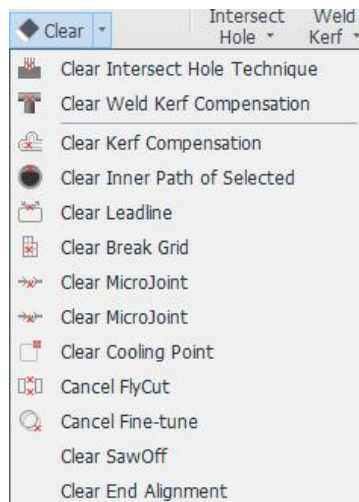 Clear
Intersect
Hole
Weld
Kerf
Clear Intersect Hole Technique
Clear Weld Kerf Compensation
Clear Kerf Compensation
Clear Inner Path of Selected
Clear Leadline
Clear Break Grid
Clear MicroJoint
Clear MicroJoint
Clear Cooling Point
Cancel FlyCut
Cancel Fine-tune
Clear SawOff
Clear End Alignment